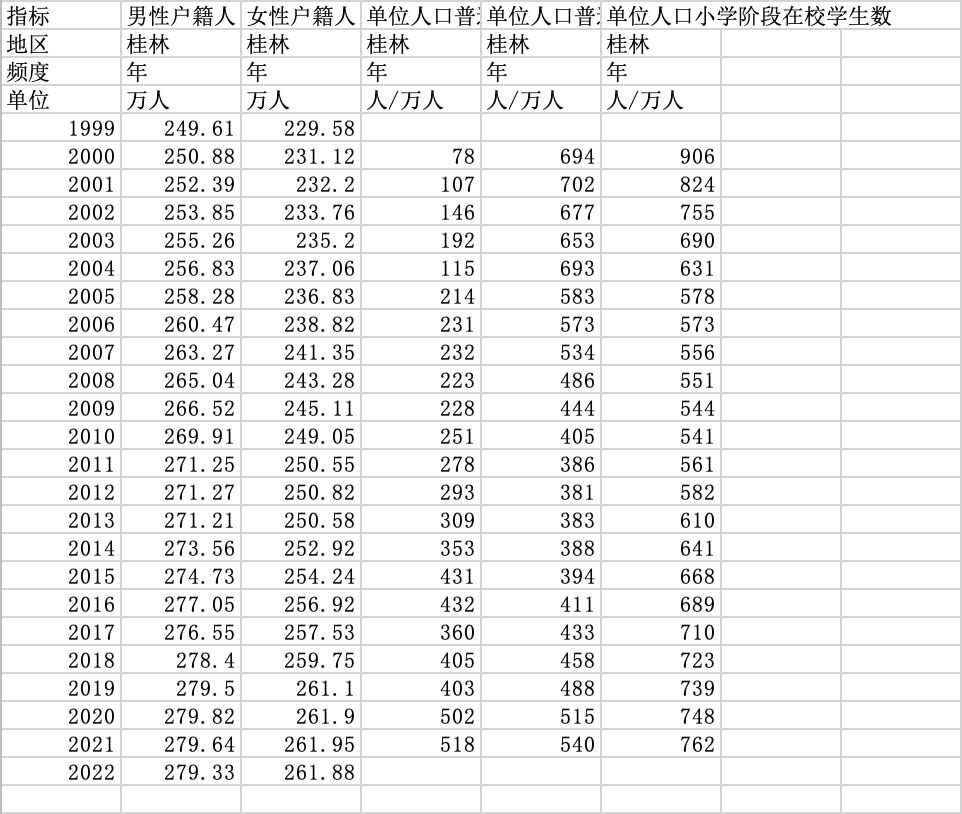 指标 男性户籍人 女性户籍人 单位人口普 单位人口普 单位人口小学阶段在校学生数
地区 桂林 桂林 桂林 桂林 桂林
频度 年 年 年 年 年
单位 万人 万人 人/万人 人/万人 人/万人
1999 249.61 229.58
2000 250.88 231.12 78 694 906
2001 252.39 232.2 107 702 824
2002 253.85 233.76 146 677 755
2003 255.26 235.2 192 653 690
2004 256.83 237.06 115 693 631
2005 258.28 236.83 214 583 578
2006 260.47 238.82 231 573 573
2007 263.27 241.35 232 534 556
2008 265.04 243.28 223 486 551
2009 266.52 245.11 228 444 544
2010 269.91 249.05 251 405 541
2011 271.25 250.55 278 386 561
2012 271.27 250.82 293 381 582
2013 271.21 250.58 309 383 610
2014 273.56 252.92 353 388 641
2015 274.73 254.24 431 394 668
2016 277.05 256.92 432 411 689
2017 276.55 257.53 360 433 710
2018 278.4 259.75 405 458 723
2019 279.5 261.1 403 488 739
2020 279.82 261.9 502 515 748
2021 279.64 261.95 518 540 762
2022 279.33 261.88